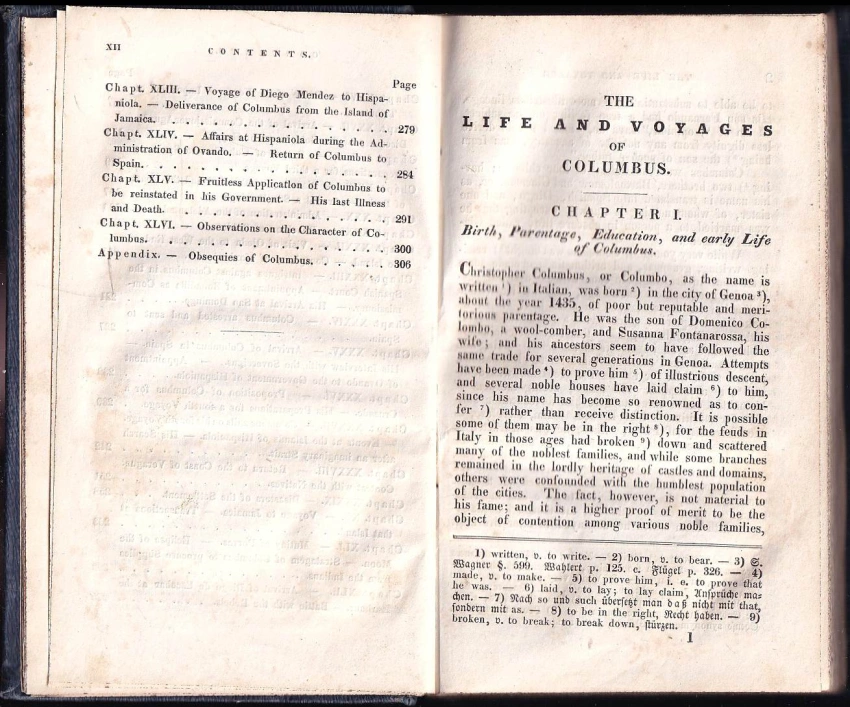 XII
CONTENTS.
Page
Chapt. XLIII. — Voyage of Diego Mendez to Hispa-
niola. — Deliverance of Columbus from the Island of
Jamaica. . . . . . . . . . . . . . . . 279
Chapt. XLIV. — Affairs at Hispaniola during the Ad-
ministration of Ovando. — Return of Columbus to
Spain. . . . . . . . . . . . . . . . . 284
Chapt. XLV. — Fruitless Application of Columbus to
be reinstated in his Government. — His last Illness
and Death. . . . . . . . . . . . . . . 291
Chapt. XLVI. — Observations on the Character of Co-
lumbus. . . . . . . . . . . . . . . . 300
Appendix. — Obsequies of Columbus. . . . . . 306
THE
LIFE AND VOYAGES
OF
COLUMBUS.
CHAPTER I.
Birth, Parentage, Education, and early Life
of Columbus.
Christopher Columbus, or Columbo, as the name is
written ¹) in Italian, was born ²) in the city of Genoa ³),
about the year 1435, of poor but reputable and meri-
torious parentage. He was the son of Domenico Co-
lombo, a wool-comber, and Susanna Fontanarossa, his
wife; and his ancestors seem to have followed the
same trade for several generations in Genoa. Attempts
have been made ⁴) to prove him ⁵) of illustrious descent,
and several noble houses have laid claim ⁶) to him,
since his name has become so renowned as to con-
fer ⁷) rather than receive distinction. It is possible
some of them may be in the right ⁸), for the feuds in
Italy in those ages had broken ⁹) down and scattered
many of the noblest families, and while some branches
remained in the lordly heritage of castles and domains,
others were confounded with the humblest population
of the cities. The fact, however, is not material to
his fame; and it is a higher proof of merit to be the
object of contention among various noble families,
1) written, v. to write. — 2) born, v. to bear. — 3) S.
Wagner §. 599. Wahlert p. 125. c. Flügel p. 326. — 4)
made, v. to make. — 5) to prove him, i. e. to prove that
he was. — 6) laid, v. to lay; to lay claim, Ansprüche ma-
chen. — 7) Nach so und such übersetzt man daß nicht mit that,
sondern mit as. — 8) to be in the right, Recht haben. — 9)
broken, v. to break; to break down, stürzen.
1